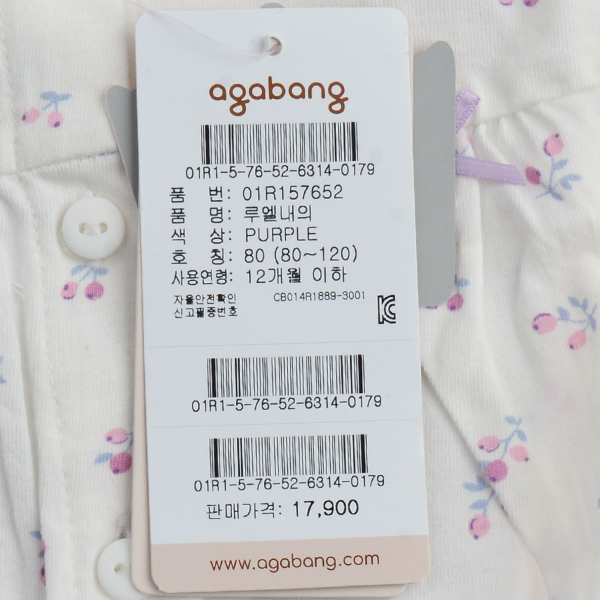 agabang
01R1-5-76-52-6314-0179
품 번: 01R157652
품 명: 루엘내의
색 상: PURPLE
호 칭: 80 (80~120)
사용연령: 12개월 이하
자율안전확인 CB014R1889-3001
신고필증번호
01R1-5-76-52-6314-0179
01R1-5-76-52-6314-0179
판매가격: 17,900
www.agabang.com